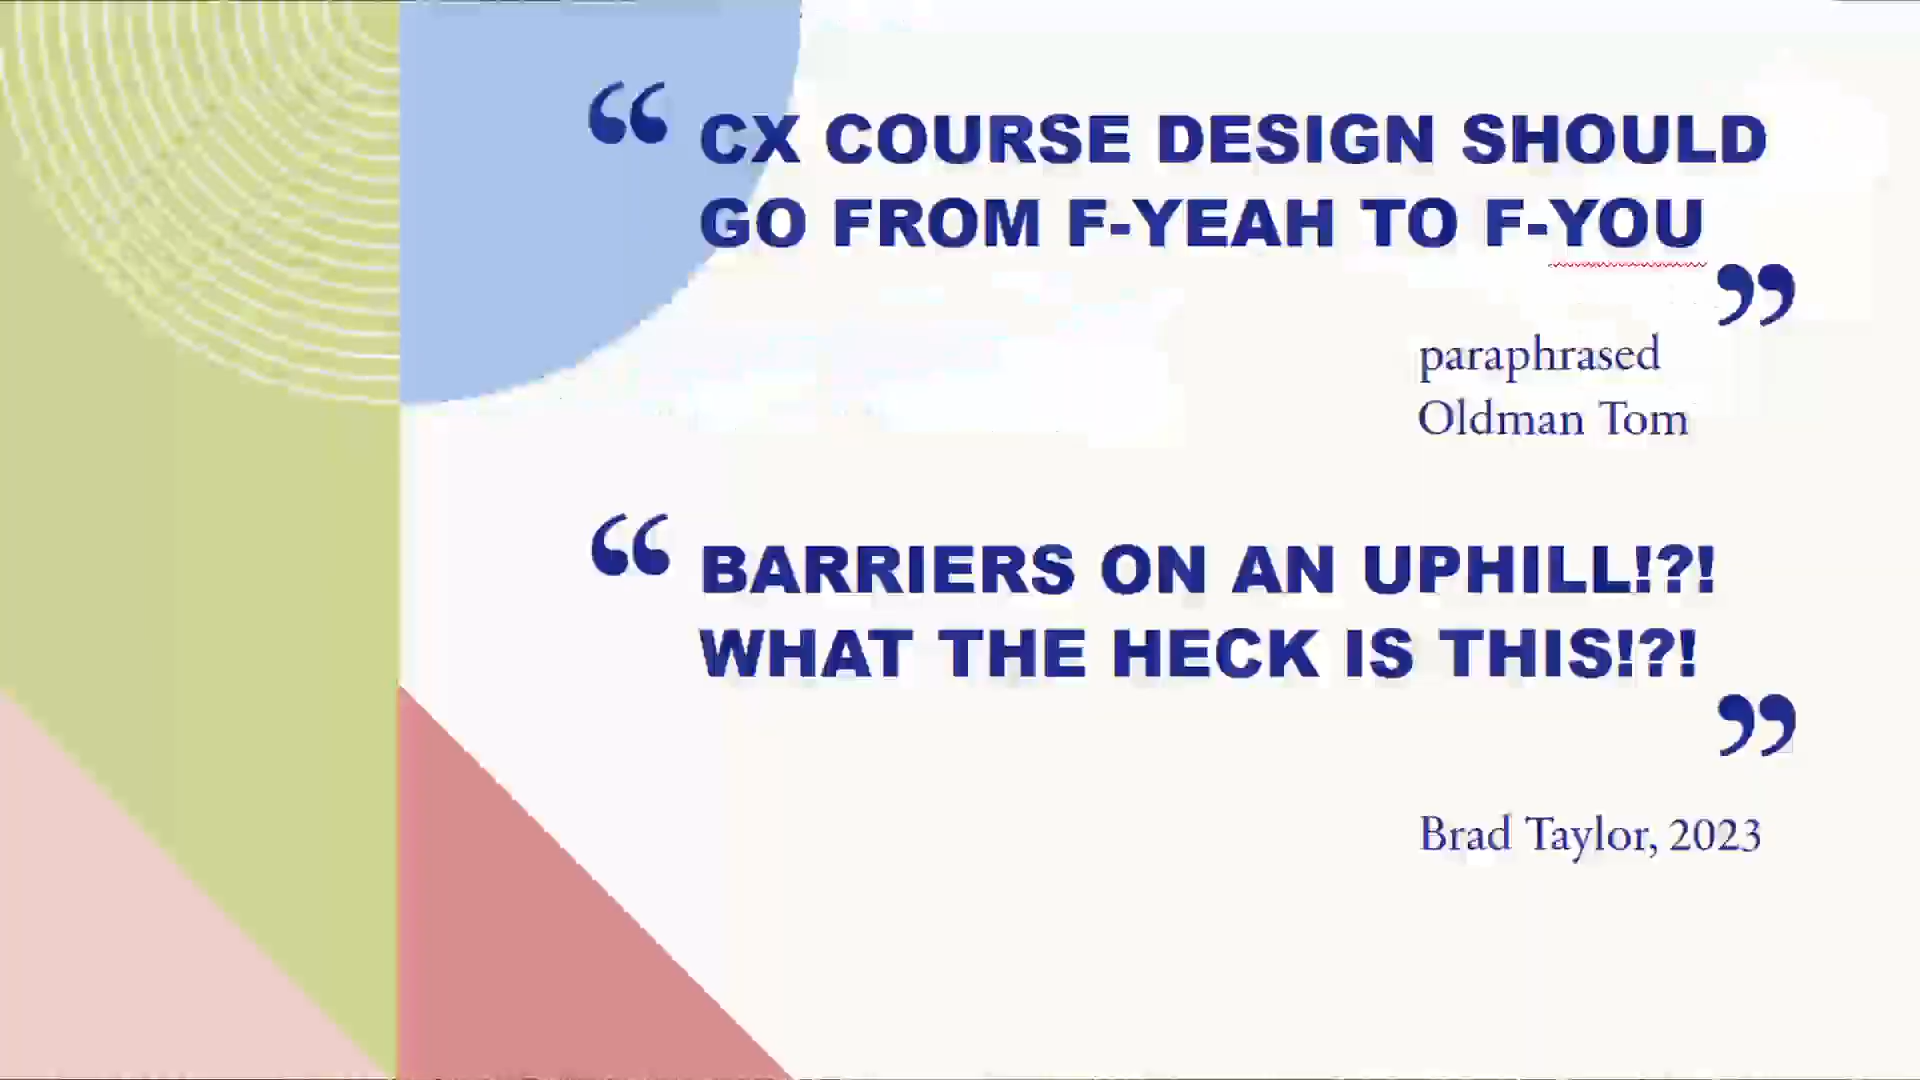 “ CX COURSE DESIGN SHOULD
GO FROM F-YEAH TO F-YOU ”
paraphrased
Oldman Tom
“ BARRIERS ON AN UPHILL!?!
WHAT THE HECK IS THIS!?! ”
Brad Taylor, 2023